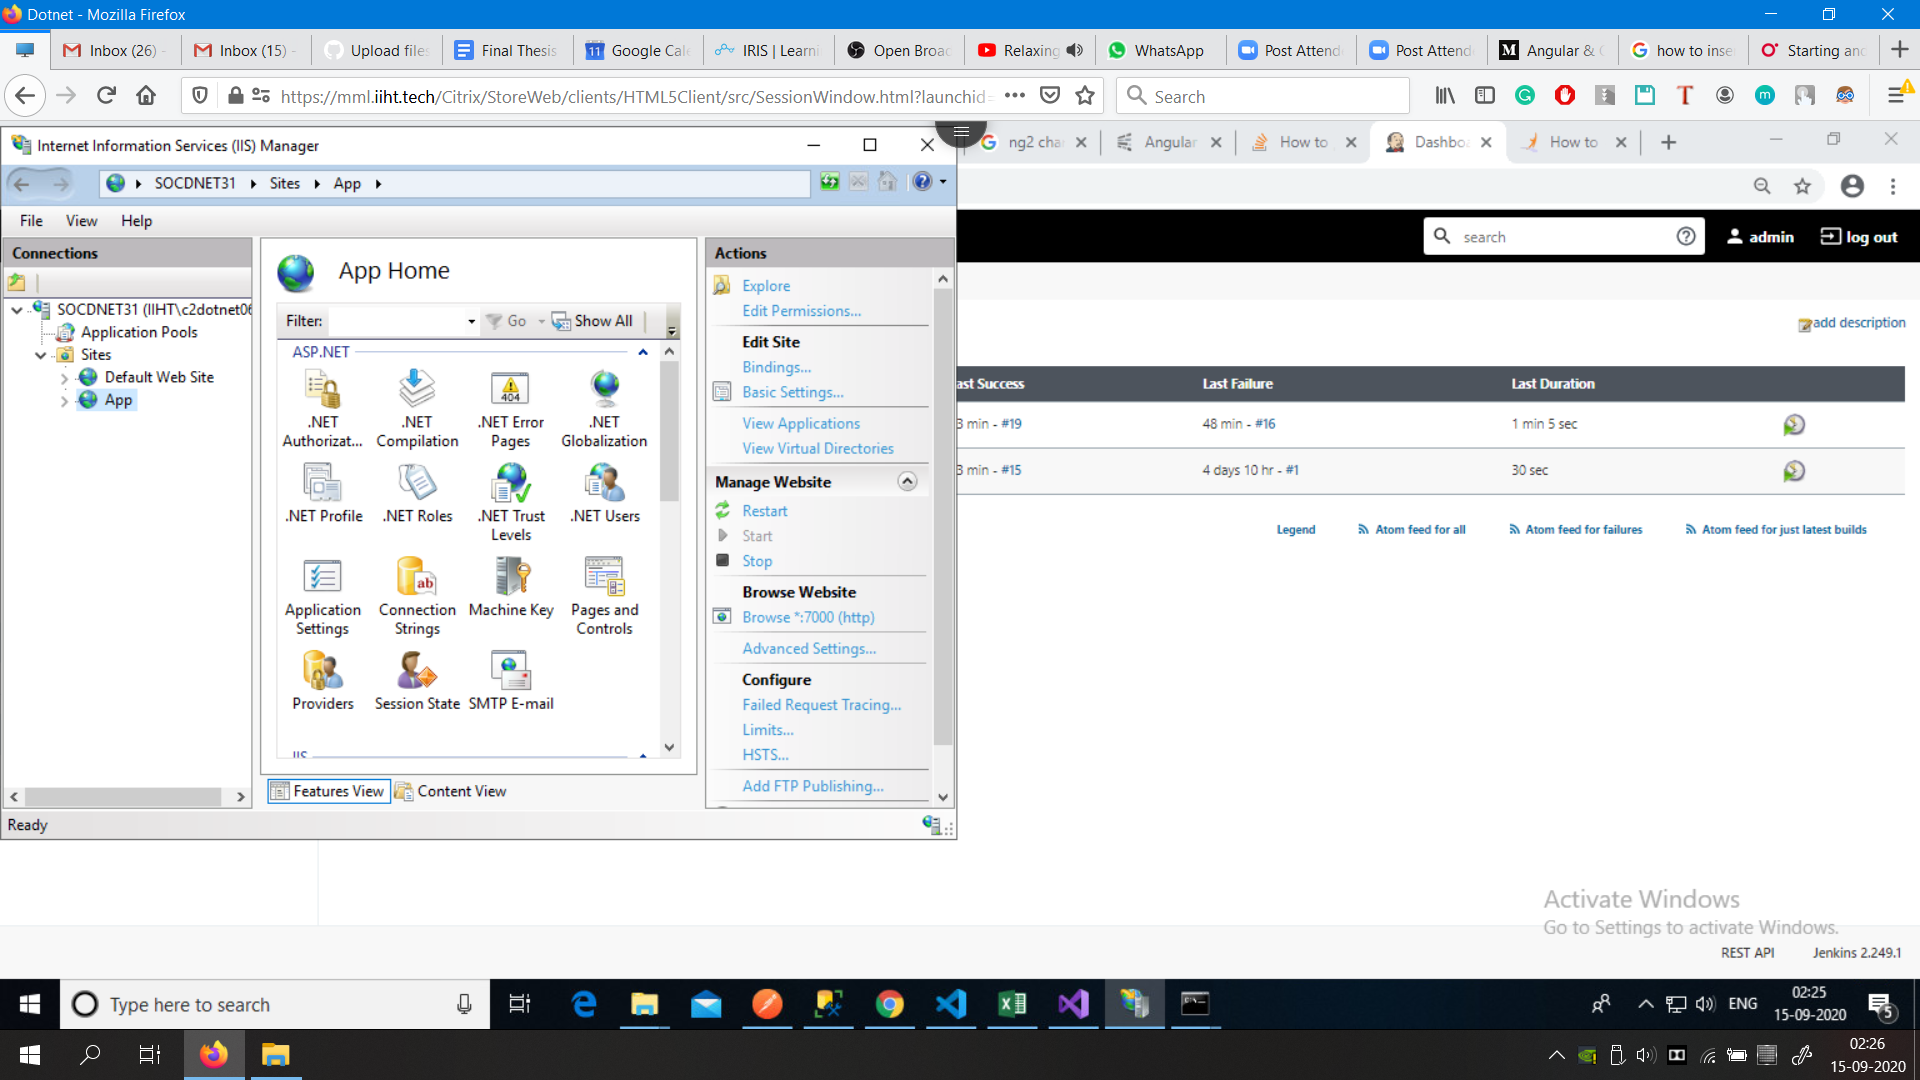 Dotnet - Mozilla Firefox
Inbox (26) -
Inbox (15) -
Upload files
Final Thesis
Google Cale
IRIS | Learni
Open Broad
Relaxing
WhatsApp
Post Attend
Post Attend
Angular & C
how to inse
Starting and
https://mml.iiht.tech/Citrix/StoreWeb/clients/HTML5Client/src/SessionWindow.html?launchid=
Search
Internet Information Services (IIS) Manager
ng2 cha
Angular
How to
Dashbo
How to
SOCDNET31
Sites
App
File View Help
search
admin
log out
Connections
SOCDNET31 (IIHT\c2dotnet06
Application Pools
Sites
Default Web Site
App
App Home
Filter:
Go
Show All
ASP.NET
.NET Authorizat...
.NET Compilation
.NET Error Pages
.NET Globalization
.NET Profile
.NET Roles
.NET Trust Levels
.NET Users
Application Settings
Connection Strings
Machine Key
Pages and Controls
Providers
Session State
SMTP E-mail
IIS
Features View
Content View
Ready
Actions
Explore
Edit Permissions...
Edit Site
Bindings...
Basic Settings...
View Applications
View Virtual Directories
Manage Website
Restart
Start
Stop
Browse Website
Browse *:7000 (http)
Advanced Settings...
Configure
Failed Request Tracing...
Limits...
HSTS...
Add FTP Publishing...
add description
ast Success Last Failure Last Duration
3 min - #19 48 min - #16 1 min 5 sec
3 min - #15 4 days 10 hr - #1 30 sec
Legend Atom feed for all Atom feed for failures Atom feed for just latest builds
Activate Windows
Go to Settings to activate Windows.
REST API Jenkins 2.249.1
Type here to search
ENG
02:25
15-09-2020
5
02:26
15-09-2020